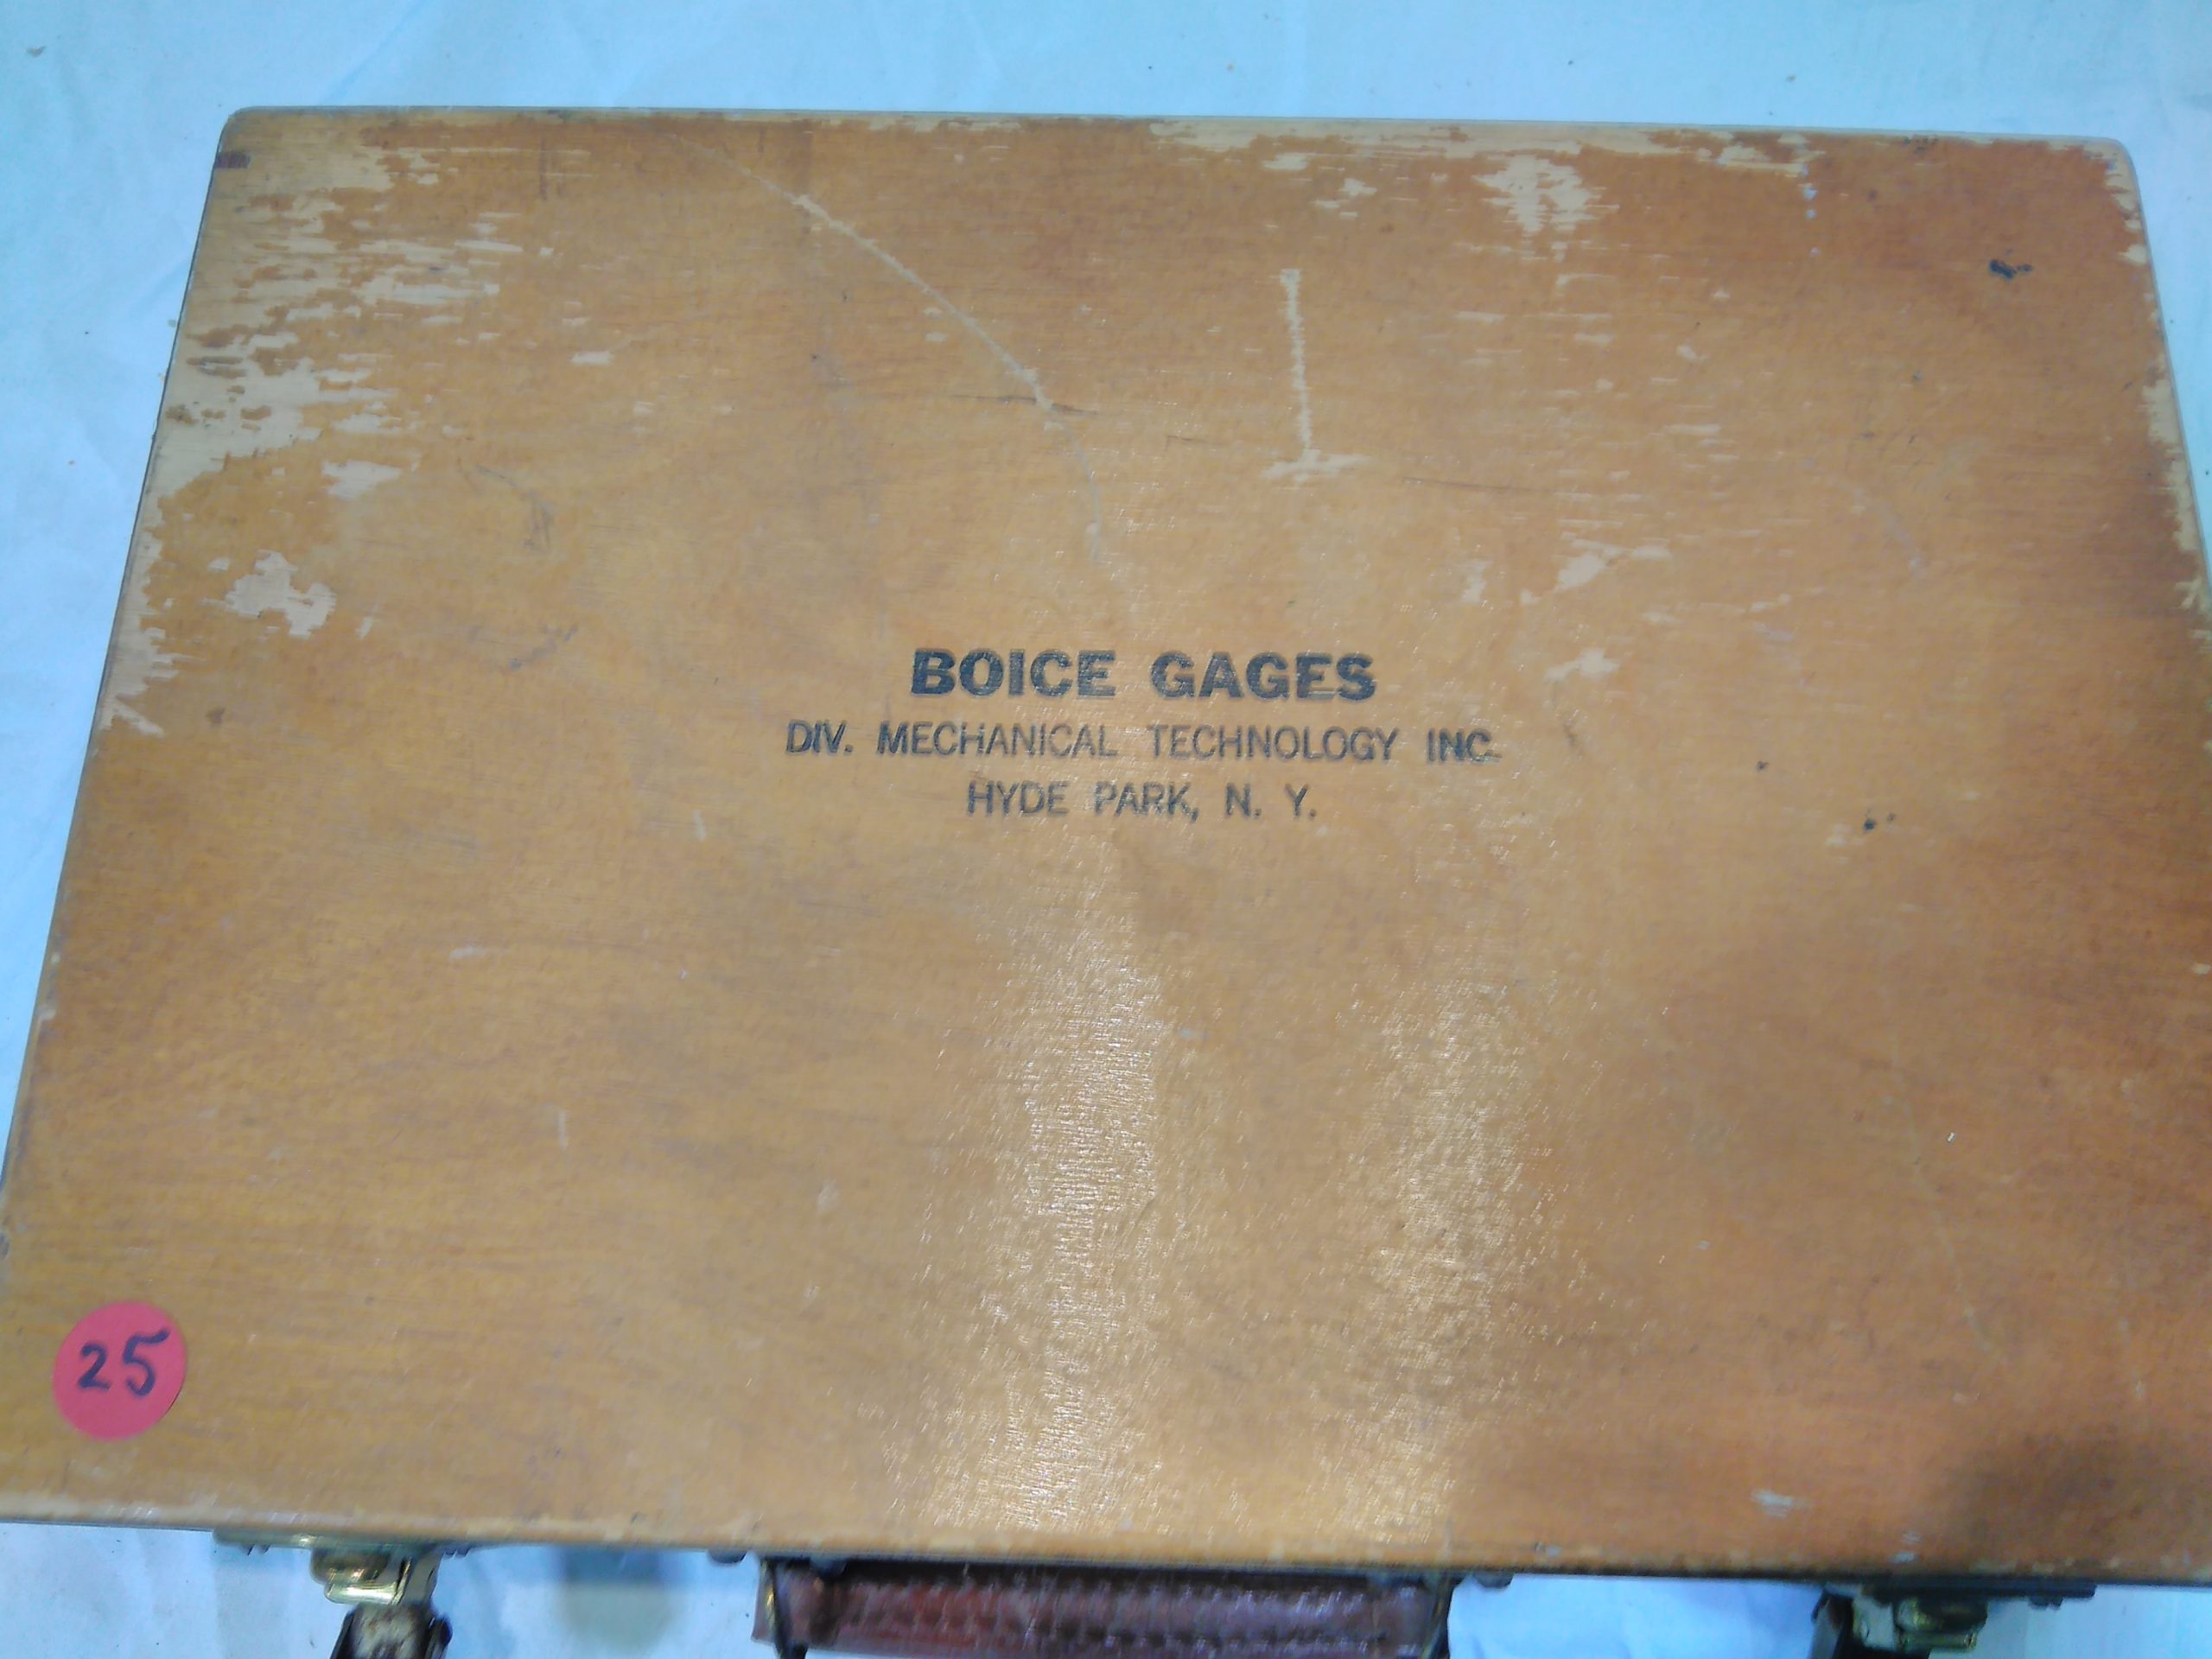 BOICE GAGES
DIV. MECHANICAL TECHNOLOGY INC.
HYDE PARK, N. Y.
25